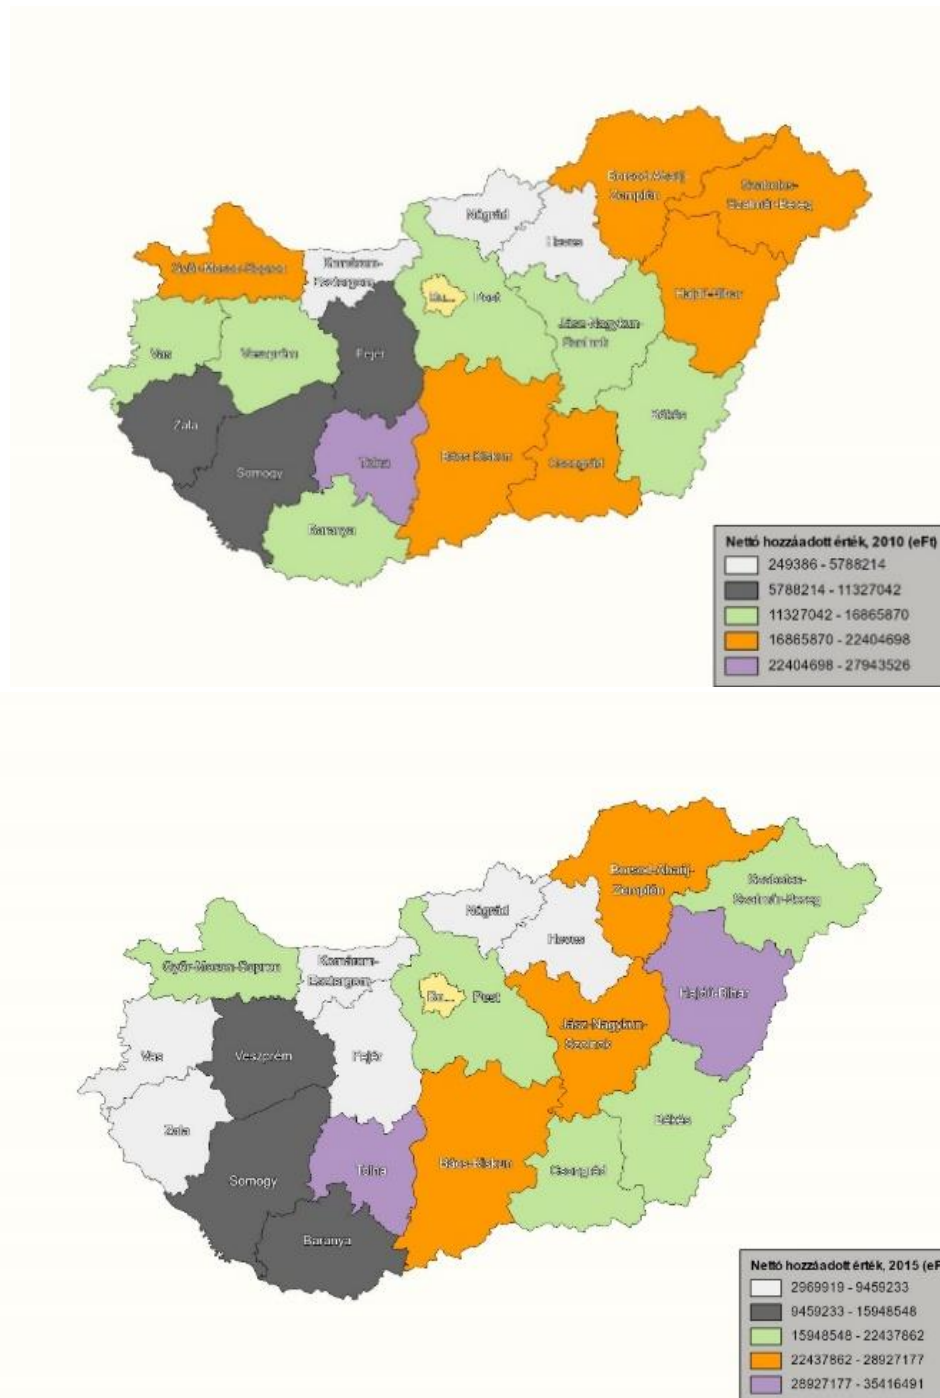 Borsod-Abaúj-
Zemplén
Szabolcs-
Szatmár-Bereg
Nógrád
Heves
Győr-Moson-Sopron
Komárom-
Esztergom
Hajdú-Bihar
Bu...
Pest
Jász-Nagykun-
Szolnok
Vas
Veszprém
Fejér
Békés
Zala
Somogy
Tolna
Bács-Kiskun
Csongrád
Baranya
Nettó hozzáadott érték, 2010 (eFt)
249386 - 5788214
5788214 - 11327042
11327042 - 16865870
16865870 - 22404698
22404698 - 27943526
Borsod-Abaúj-
Zemplén
Szabolcs-
Szatmár-Bereg
Nógrád
Heves
Győr-Moson-Sopron
Komárom-
Esztergom
Hajdú-Bihar
Bu...
Pest
Jász-Nagykun-
Szolnok
Vas
Veszprém
Fejér
Békés
Zala
Somogy
Tolna
Bács-Kiskun
Csongrád
Baranya
Nettó hozzáadott érték, 2015 (eF
2969919 - 9459233
9459233 - 15948548
15948548 - 22437862
22437862 - 28927177
28927177 - 35416491